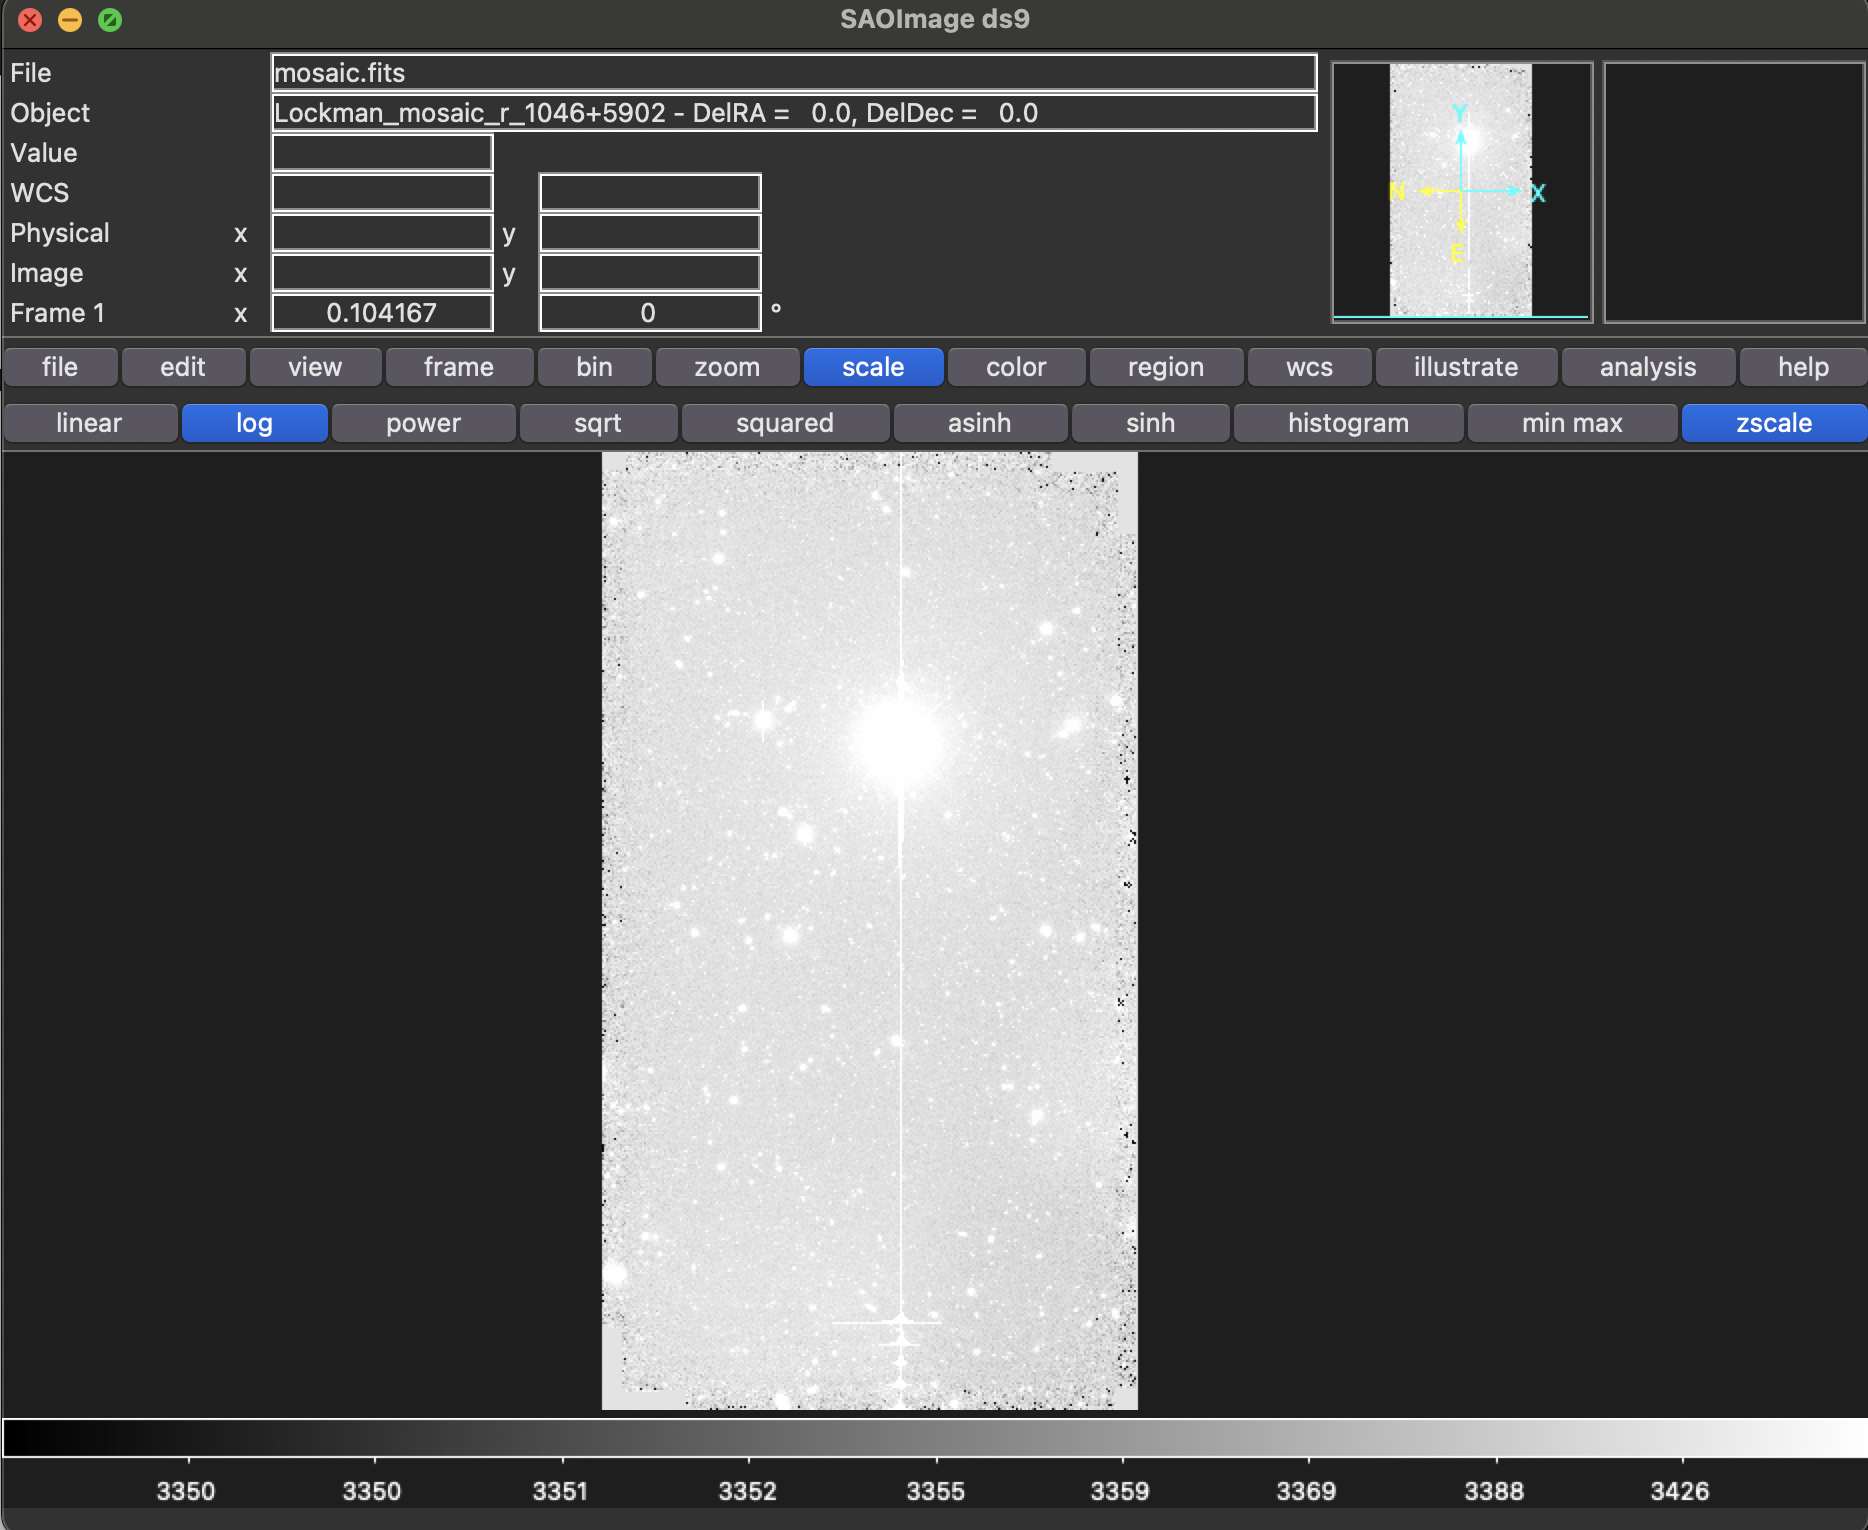 SAOImage ds9
File mosaic.fits
Object Lockman_mosaic_r_1046+5902 - DelRA = 0.0, DelDec = 0.0
Value
WCS
Physical x y
Image x y
Frame 1 x 0.104167 0 °
Y
N X
E
file edit view frame bin zoom scale color region wcs illustrate analysis help
linear log power sqrt squared asinh sinh histogram min max zscale
3350 3350 3351 3352 3355 3359 3369 3388 3426